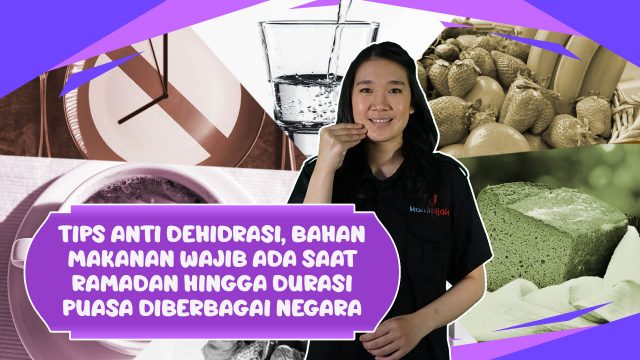 TIPS ANTI DEHIDRASI, BAHAN
MAKANAN WAJIB ADA SAAT
RAMADAN HINGGA DURASI
PUASA DIBERBAGAI NEGARA